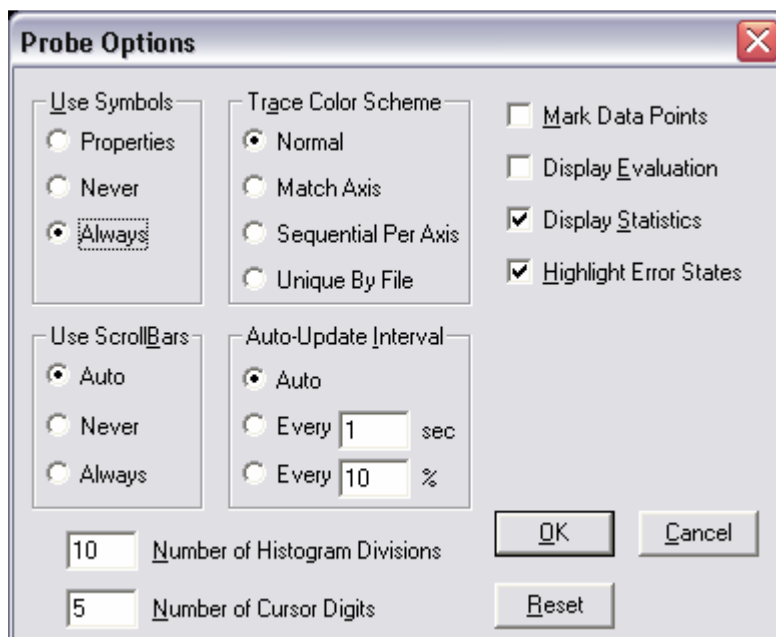 Probe Options
Use Symbols
Properties
Never
Always
Trace Color Scheme
Normal
Match Axis
Sequential Per Axis
Unique By File
Mark Data Points
Display Evaluation
Display Statistics
Highlight Error States
Use ScrollBars
Auto
Never
Always
Auto-Update Interval
Auto
Every 1 sec
Every 10 %
10 Number of Histogram Divisions
5 Number of Cursor Digits
OK
Cancel
Reset